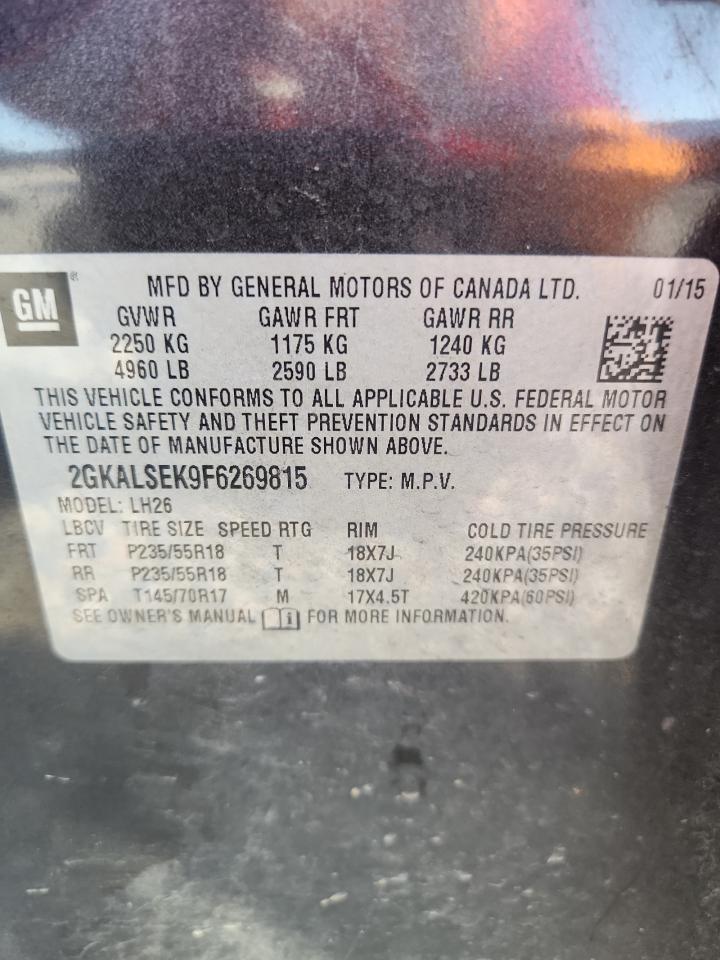 GM ®
MFD BY GENERAL MOTORS OF CANADA LTD. 01/15
GVWR GAWR FRT GAWR RR
2250 KG 1175 KG 1240 KG
4960 LB 2590 LB 2733 LB
THIS VEHICLE CONFORMS TO ALL APPLICABLE U.S. FEDERAL MOTOR
VEHICLE SAFETY AND THEFT PREVENTION STANDARDS IN EFFECT ON
THE DATE OF MANUFACTURE SHOWN ABOVE.
2GKALSEK9F6269815 TYPE: M.P.V.
MODEL: LH26
LBCV TIRE SIZE SPEED RTG RIM COLD TIRE PRESSURE
FRT P235/55R18 T 18X7J 240KPA(35PSI)
RR P235/55R18 T 18X7J 240KPA(35PSI)
SPA T145/70R17 M 17X4.5T 420KPA(60PSI)
SEE OWNER'S MANUAL i FOR MORE INFORMATION.